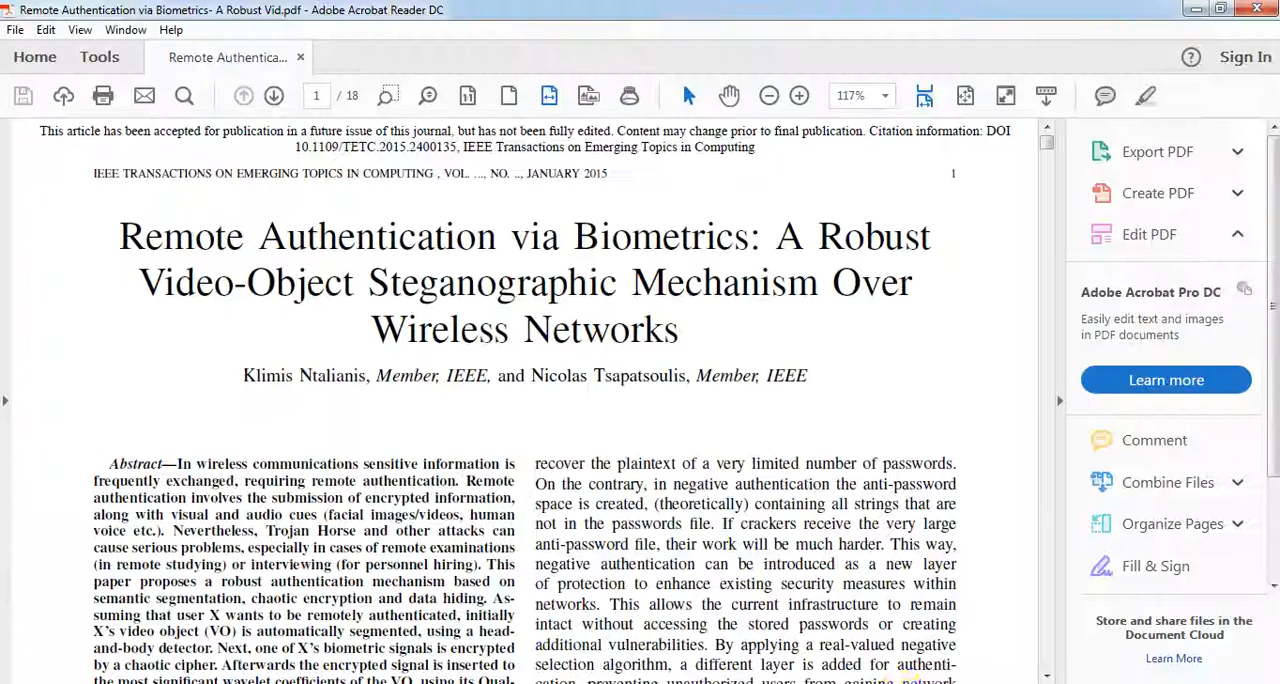 Remote Authentication via Biometrics- A Robust Vid.pdf - Adobe Acrobat Reader DC
File Edit View Window Help
Home Tools Remote Authentica... × Sign In
1 / 18 117%
This article has been accepted for publication in a future issue of this journal, but has not been fully edited. Content may change prior to final publication. Citation information: DOI
10.1109/TETC.2015.2400135, IEEE Transactions on Emerging Topics in Computing
IEEE TRANSACTIONS ON EMERGING TOPICS IN COMPUTING , VOL. ..., NO. .., JANUARY 2015 1
Remote Authentication via Biometrics: A Robust
Video-Object Steganographic Mechanism Over
Wireless Networks
Klimis Ntalianis, Member, IEEE, and Nicolas Tsapatsoulis, Member, IEEE
Abstract—In wireless communications sensitive information is
frequently exchanged, requiring remote authentication. Remote
authentication involves the submission of encrypted information,
along with visual and audio cues (facial images/videos, human
voice etc.). Nevertheless, Trojan Horse and other attacks can
cause serious problems, especially in cases of remote examinations
(in remote studying) or interviewing (for personnel hiring). This
paper proposes a robust authentication mechanism based on
semantic segmentation, chaotic encryption and data hiding. As-
suming that user X wants to be remotely authenticated, initially
X's video object (VO) is automatically segmented, using a head-
and-body detector. Next, one of X's biometric signals is encrypted
by a chaotic cipher. Afterwards the encrypted signal is inserted to
the most significant wavelet coefficients of the VO, using its Qual-
recover the plaintext of a very limited number of passwords.
On the contrary, in negative authentication the anti-password
space is created, (theoretically) containing all strings that are
not in the passwords file. If crackers receive the very large
anti-password file, their work will be much harder. This way,
negative authentication can be introduced as a new layer
of protection to enhance existing security measures within
networks. This allows the current infrastructure to remain
intact without accessing the stored passwords or creating
additional vulnerabilities. By applying a real-valued negative
selection algorithm, a different layer is added for authenti-
cation, preventing unauthorized users from gaining network
Export PDF
Create PDF
Edit PDF
Adobe Acrobat Pro DC
Easily edit text and images
in PDF documents
Learn more
Comment
Combine Files
Organize Pages
Fill & Sign
Store and share files in the
Document Cloud
Learn More